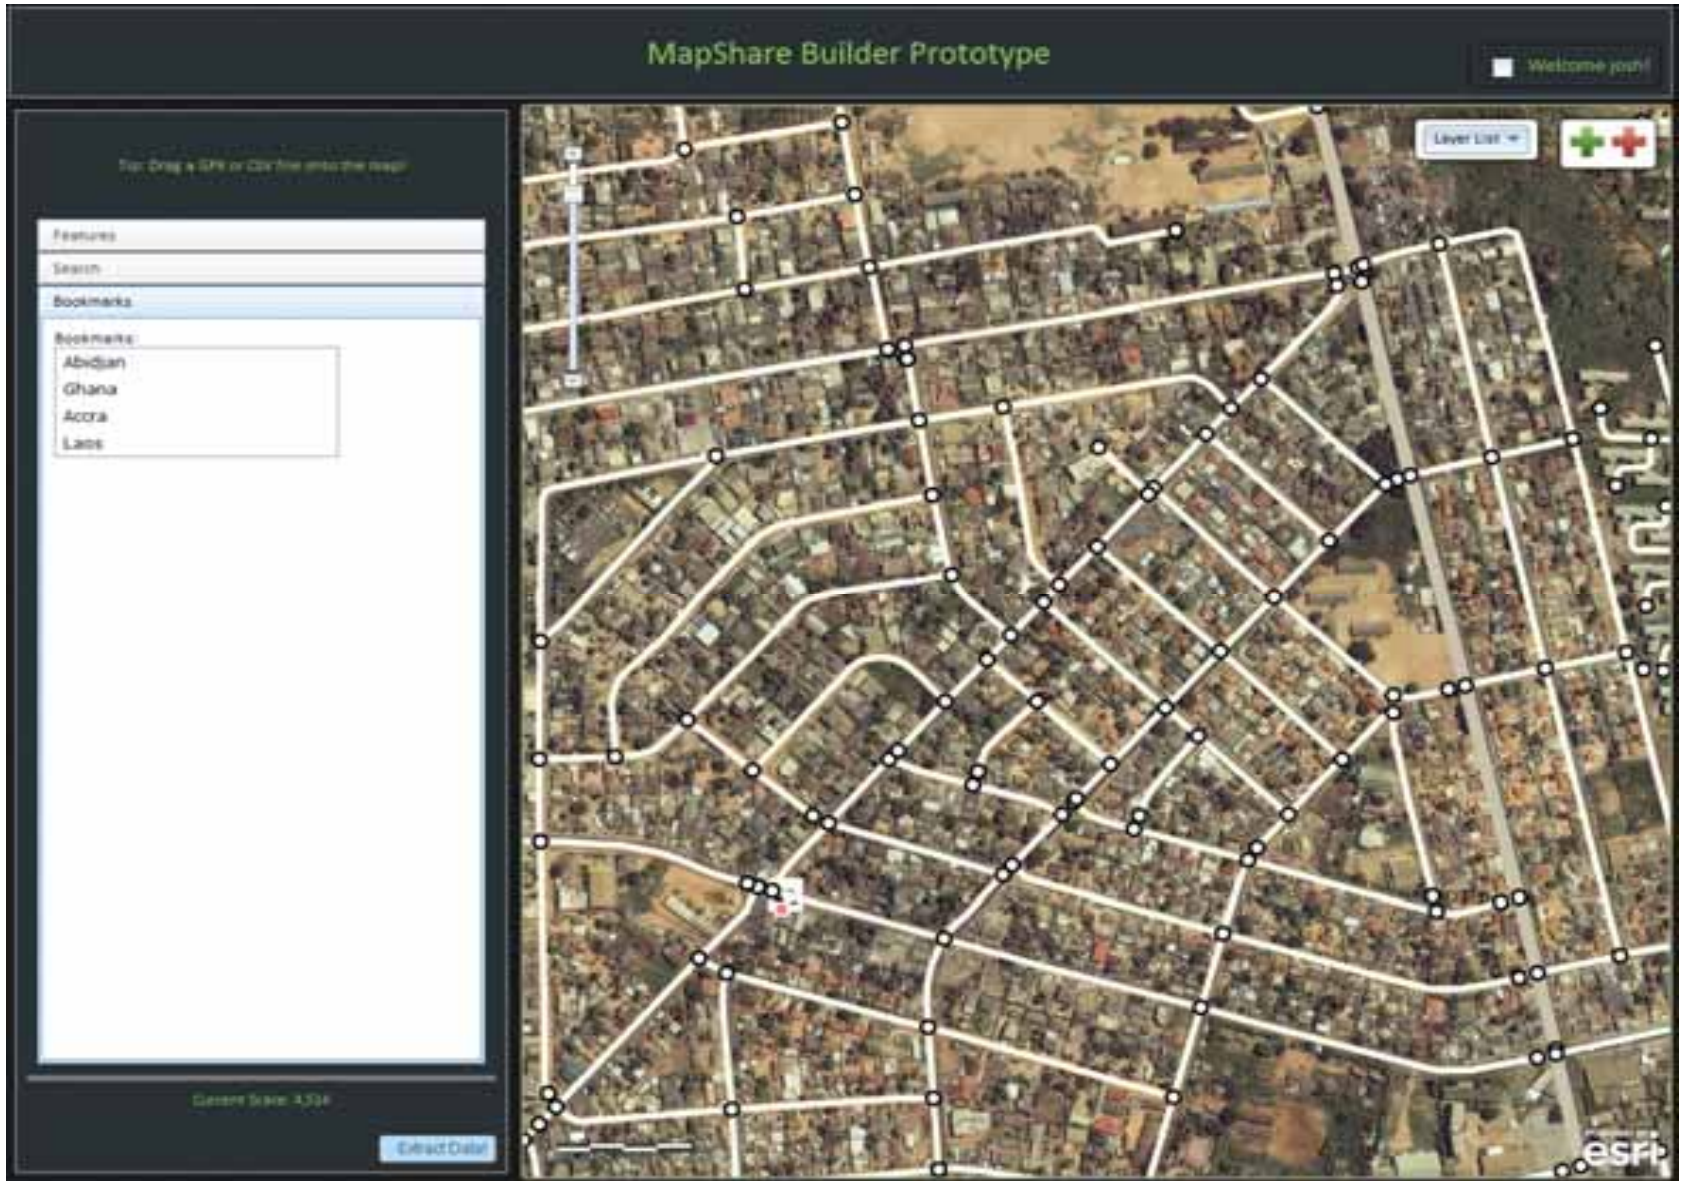 MapShare Builder Prototype
Welcome josh!
Tip: Drag a GPX or CSV file onto the map!
Layer List
Features
Search
Bookmarks
Bookmarks:
Abidjan
Ghana
Accra
Laos
Extract Data!
esri